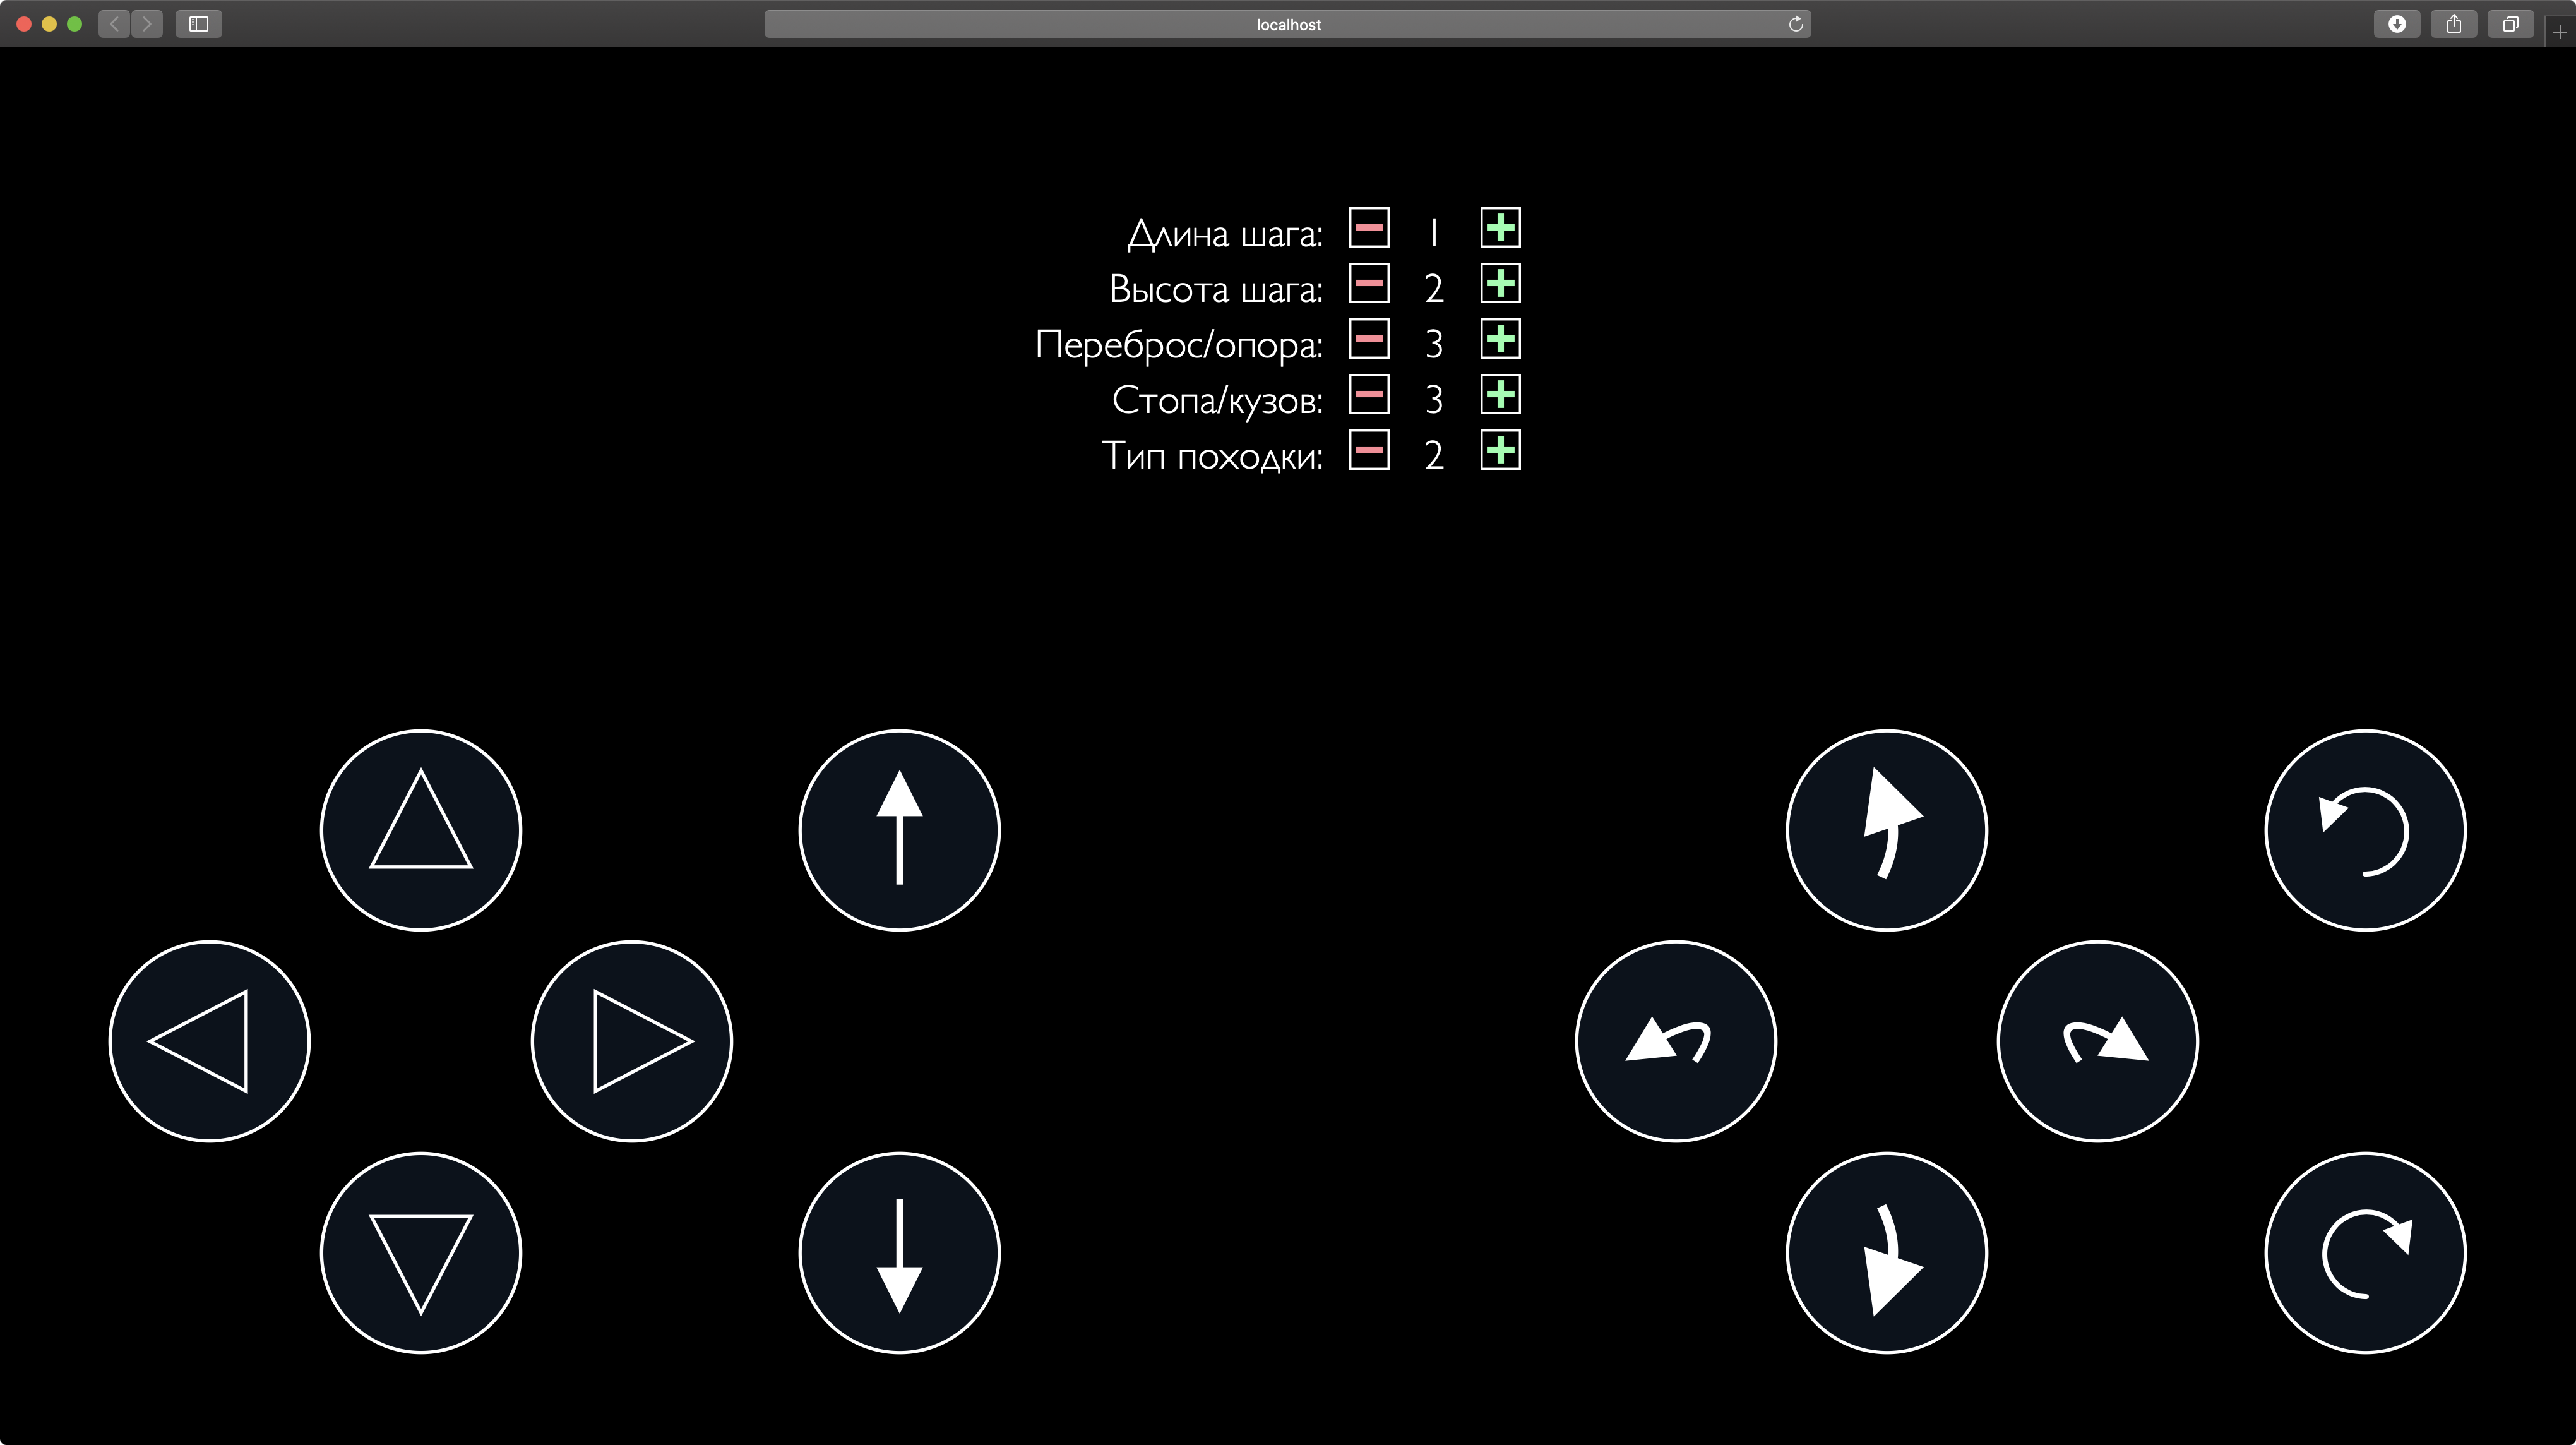 localhost
Длина шага: 1
Высота шага: 2
Переброс/опора: 3
Стопа/кузов: 3
Тип походки: 2